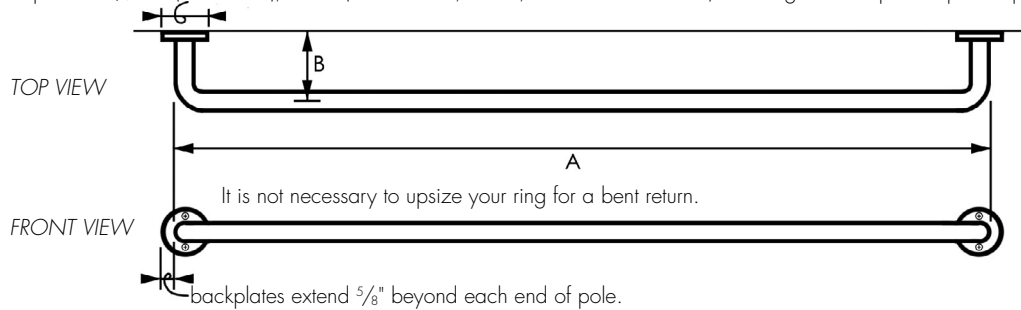 B
TOP VIEW
A
It is not necessary to upsize your ring for a bent return.
FRONT VIEW
backplates extend 5/8" beyond each end of pole.